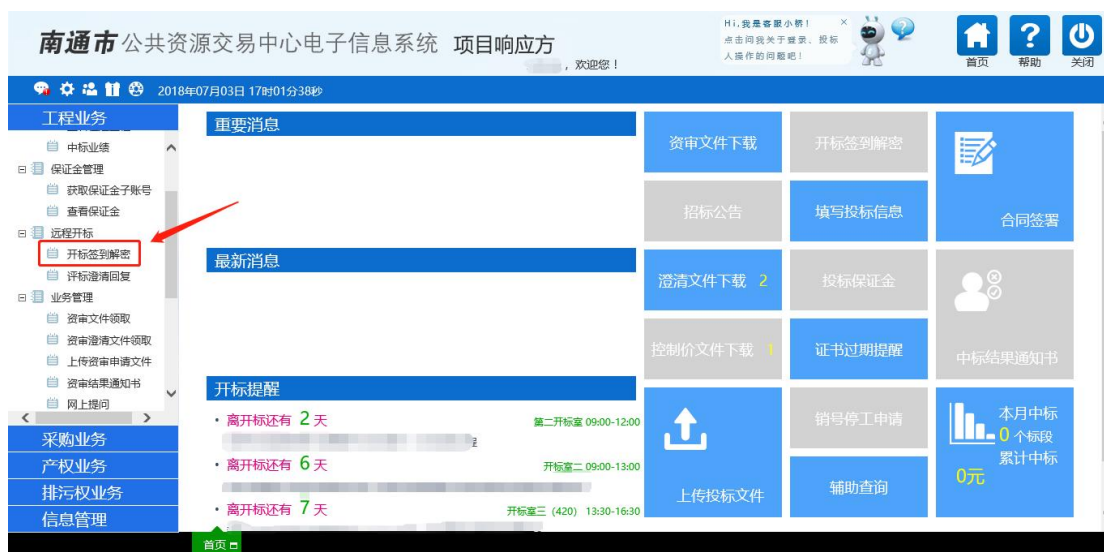 南通市公共资源交易中心电子信息系统 项目响应方
，欢迎您！
Hi,我是客服小桥！ ×
点击问我关于登录、投标
人操作的问题吧！
首页 帮助 关闭
2018年07月03日 17时01分38秒
工程业务
中标业绩
保证金管理
获取保证金子账号
查看保证金
远程开标
开标签到解密
评标澄清回复
业务管理
资审文件领取
资审澄清文件领取
上传资审申请文件
资审结果通知书
网上提问
采购业务
产权业务
排污权业务
信息管理
重要消息
最新消息
开标提醒
· 离开标还有 2 天 第二开标室 09:00-12:00
· 离开标还有 6 天 开标室二 09:00-13:00
· 离开标还有 7 天 开标室三（420） 13:30-16:30
资审文件下载
开标签到解密
招标公告
填写投标信息
合同签署
澄清文件下载 2
投标保证金
控制价文件下载 1
证书过期提醒
中标结果通知书
上传投标文件
销号停工申请
辅助查询
本月中标
0 个标段
累计中标
0元
首页